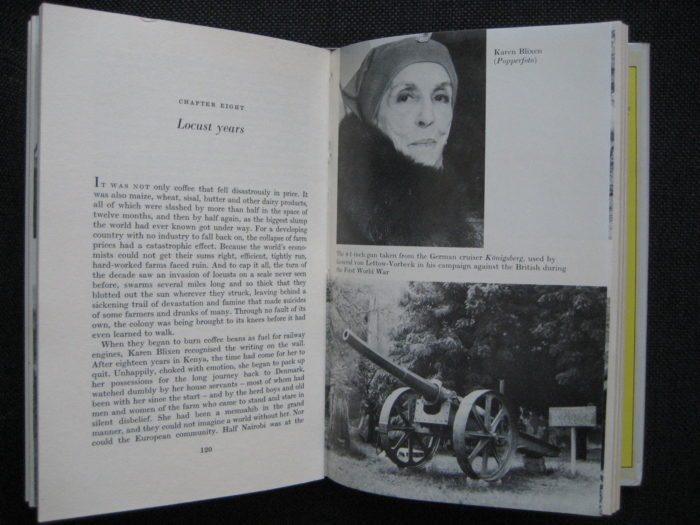 CHAPTER EIGHT
Locust years
IT WAS NOT only coffee that fell disastrously in price. It
was also maize, wheat, sisal, butter and other dairy products,
all of which were slashed by more than half in the space of
twelve months, and then by half again, as the biggest slump
the world had ever known got under way. For a developing
country with no industry to fall back on, the collapse of farm
prices had a catastrophic effect. Because the world's econo-
mists could not get their sums right, efficient, tightly run,
hard-worked farms faced ruin. And to cap it all, the turn of
the decade saw an invasion of locusts on a scale never seen
before, swarms several miles long and so thick that they
blotted out the sun wherever they struck, leaving behind a
sickening trail of devastation and famine that made suicides
of some farmers and drunks of many. Through no fault of its
own, the colony was being brought to its knees before it had
even learned to walk.
When they began to burn coffee beans as fuel for railway
engines, Karen Blixen recognised the writing on the wall.
After eighteen years in Kenya, the time had come for her to
quit. Unhappily, choked with emotion, she began to pack up
her possessions for the long journey back to Denmark,
watched dumbly by her house servants – most of whom had
been with her since the start – and by the herd boys and old
men and women of the farm who came to stand and stare in
silent disbelief. She had been a memsahib in the grand
manner, and they could not imagine a world without her. Nor
could the European community. Half Nairobi was at the
120
Karen Blixen
(Popperfoto)
The 4·1-inch gun taken from the German cruiser Königsberg, used by
General von Lettow-Vorbeck in his campaign against the British during
the First World War